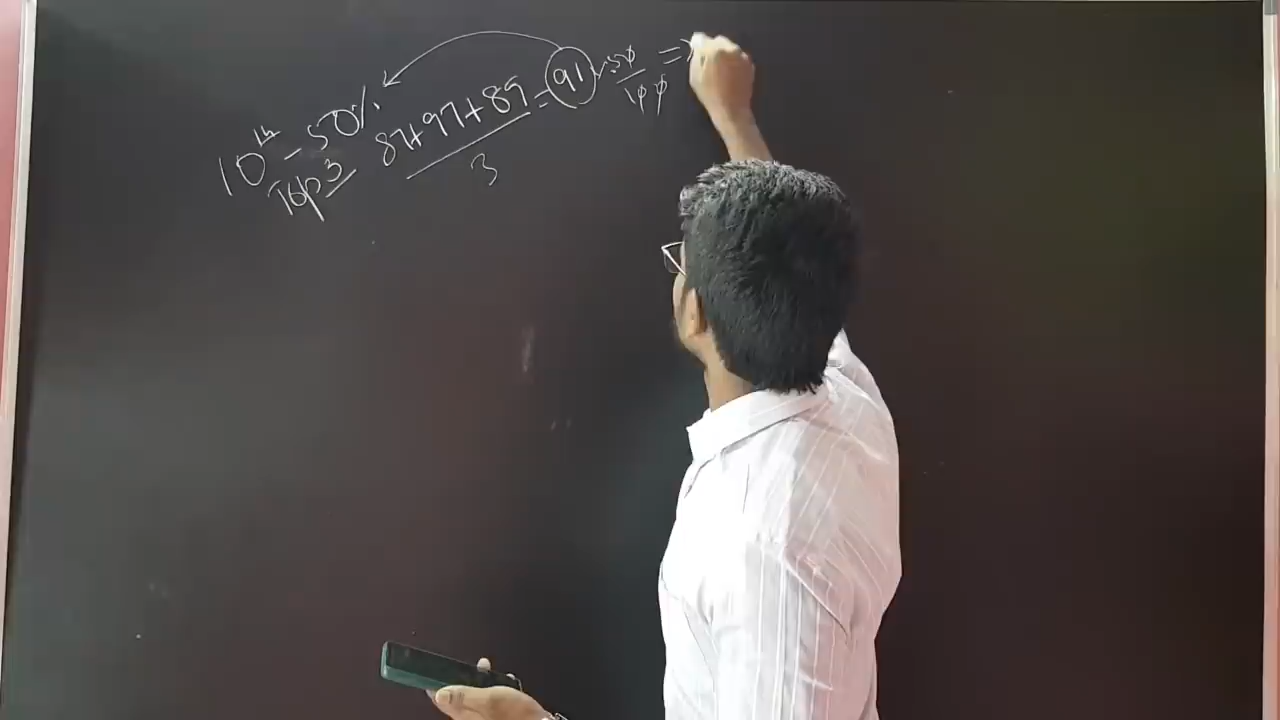 10th - 50%
Top 3 87+97+89/3 = 91 × 50/100 =